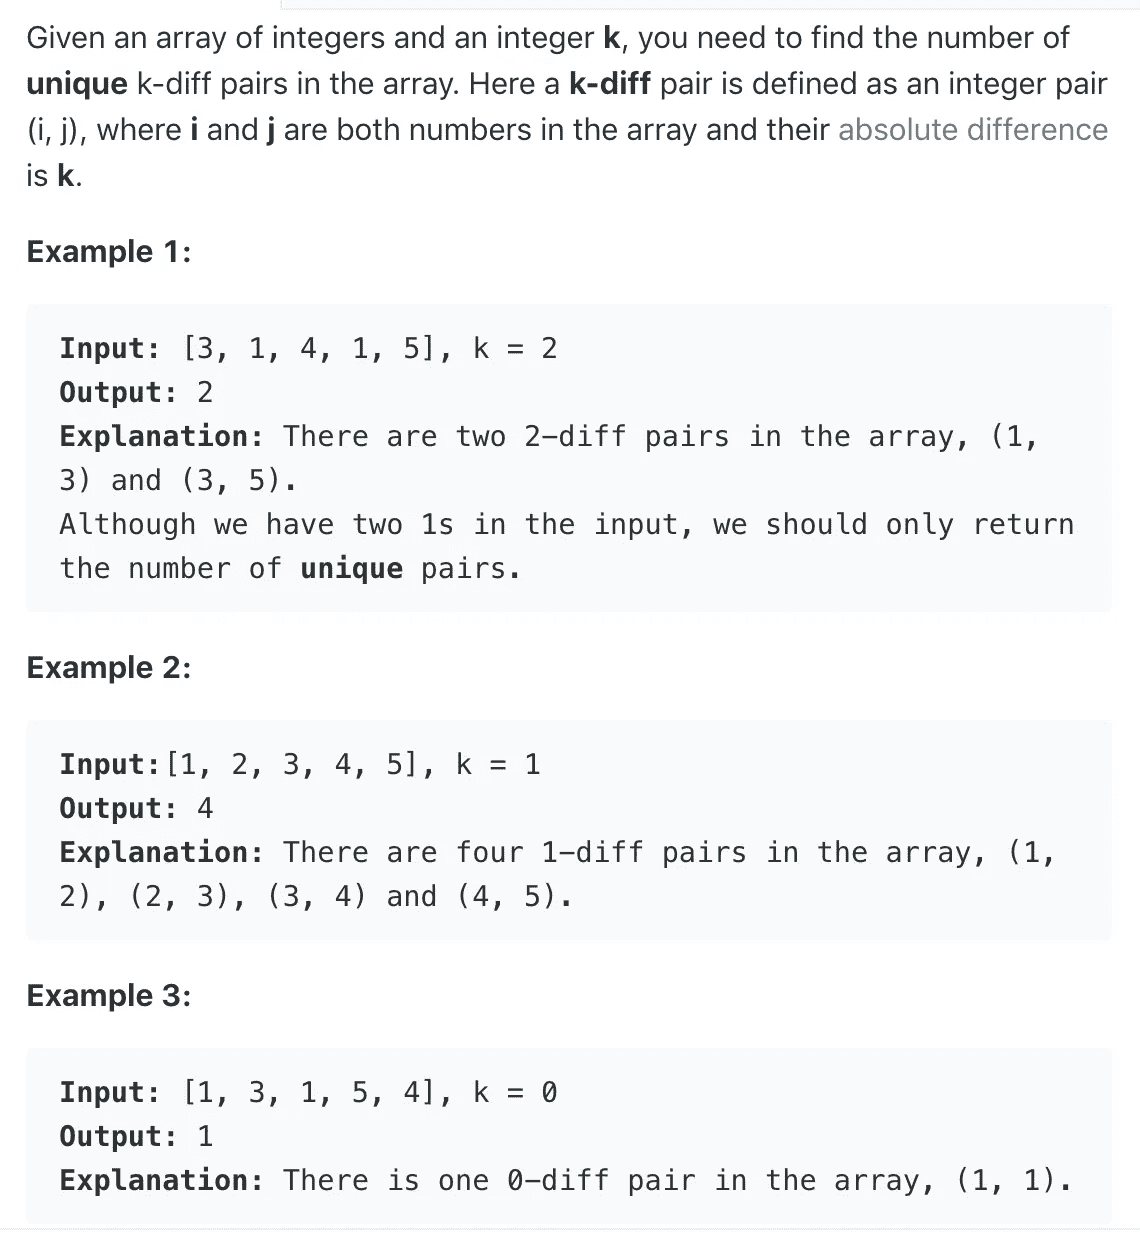 Given an array of integers and an integer k, you need to find the number of
unique k-diff pairs in the array. Here a k-diff pair is defined as an integer pair
(i, j), where i and j are both numbers in the array and their absolute difference
is k.
Example 1:
Input: [3, 1, 4, 1, 5], k = 2
Output: 2
Explanation: There are two 2-diff pairs in the array, (1,
3) and (3, 5).
Although we have two 1s in the input, we should only return
the number of unique pairs.
Example 2:
Input:[1, 2, 3, 4, 5], k = 1
Output: 4
Explanation: There are four 1-diff pairs in the array, (1,
2), (2, 3), (3, 4) and (4, 5).
Example 3:
Input: [1, 3, 1, 5, 4], k = 0
Output: 1
Explanation: There is one 0-diff pair in the array, (1, 1).